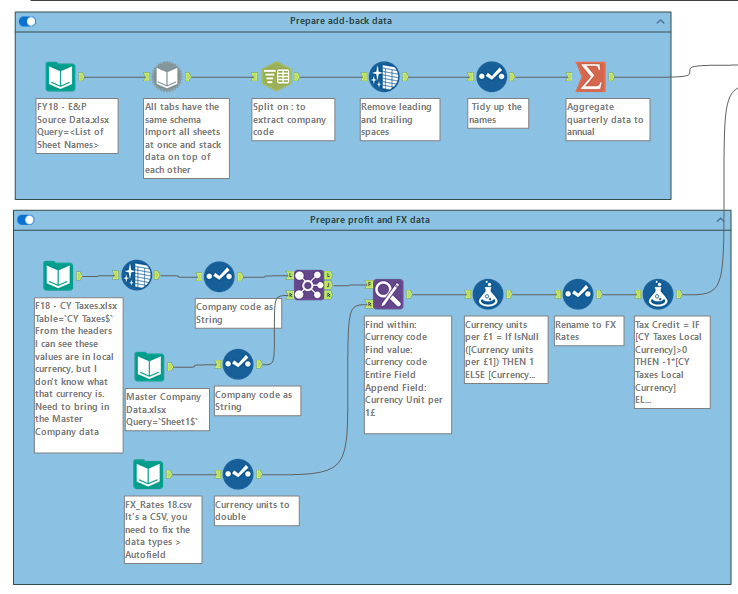 Prepare add-back data
FY18 - E&P
Source Data.xlsx
Query=<List of
Sheet Names>
All tabs have the
same schema
Import all sheets
at once and stack
data on top of
each other
Split on : to
extract company
code
Remove leading
and trailing
spaces
Tidy up the
names
Aggregate
quarterly data to
annual
Prepare profit and FX data
F18 - CY Taxes.xlsx
Table=`CY Taxes$`
From the headers
I can see these
values are in local
currency, but I
don't know what
that currency is.
Need to bring in
the Master
Company data
Company code as
String
L
R
L
J
R
Master Company
Data.xlsx
Query=`Sheet1$`
Company code as
String
FX_Rates 18.csv
It's a CSV, you
need to fix the
data types >
Autofield
Currency units to
double
F
R
Find within:
Currency code
Find value:
Currency code
Entire Field
Append Field:
Currency Unit per
1£
Currency units
per £1 = If IsNull
([Currency units
per £1]) THEN 1
ELSE [Currency...
Rename to FX
Rates
Tax Credit = IF
[CY Taxes Local
Currency]>0
THEN -1*[CY
Taxes Local
Currency]
EL...